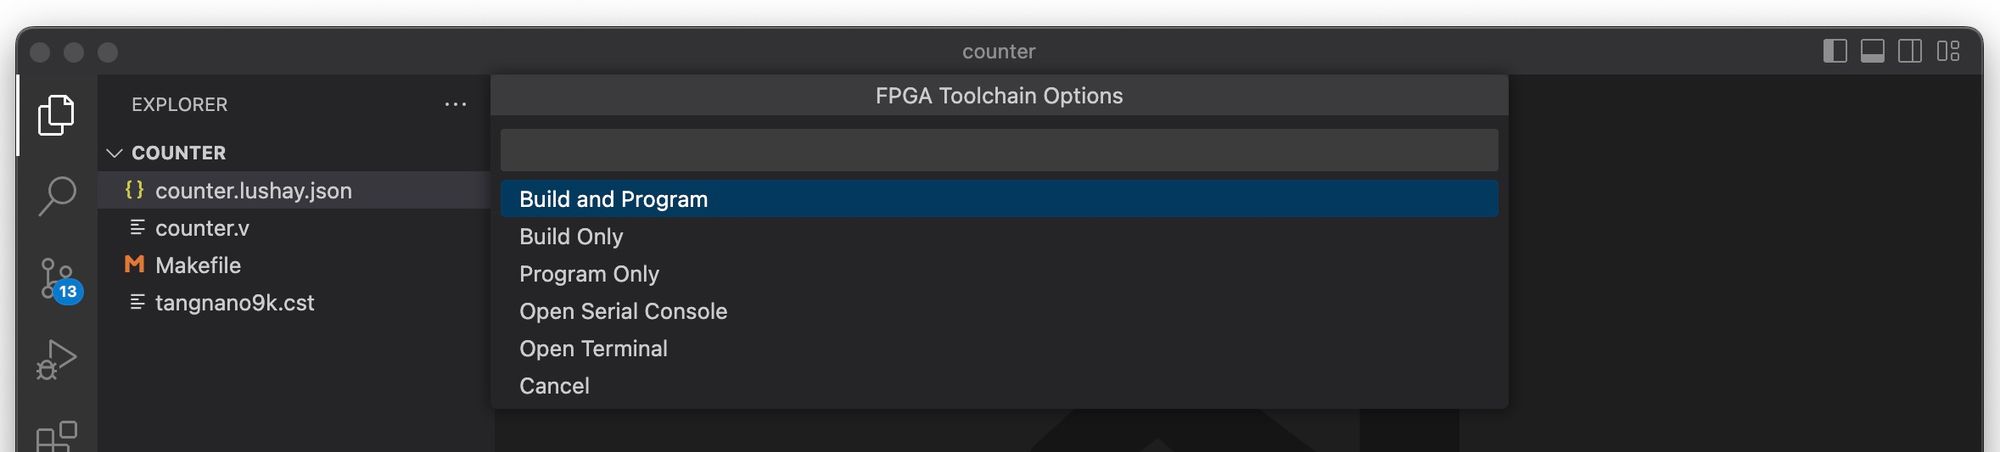 counter
EXPLORER
COUNTER
{} counter.lushay.json
counter.v
M Makefile
tangnano9k.cst
13
FPGA Toolchain Options
Build and Program
Build Only
Program Only
Open Serial Console
Open Terminal
Cancel